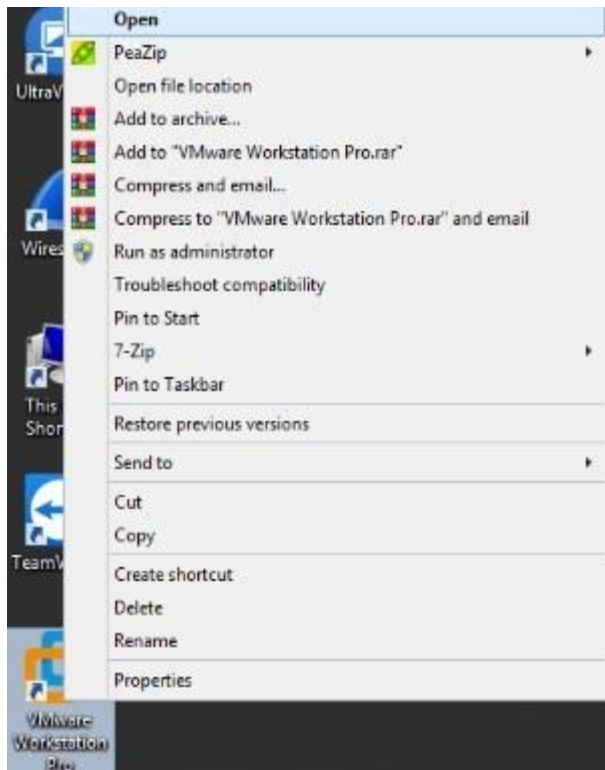 Open
PeaZip
UltraV
Open file location
Add to archive...
Add to "VMware Workstation Pro.rar"
Compress and email...
Compress to "VMware Workstation Pro.rar" and email
Wires
Run as administrator
Troubleshoot compatibility
Pin to Start
7-Zip
Pin to Taskbar
This
Shor
Restore previous versions
Send to
Cut
Copy
TeamV
Create shortcut
Delete
Rename
Properties
VMware
Workstation
Pro